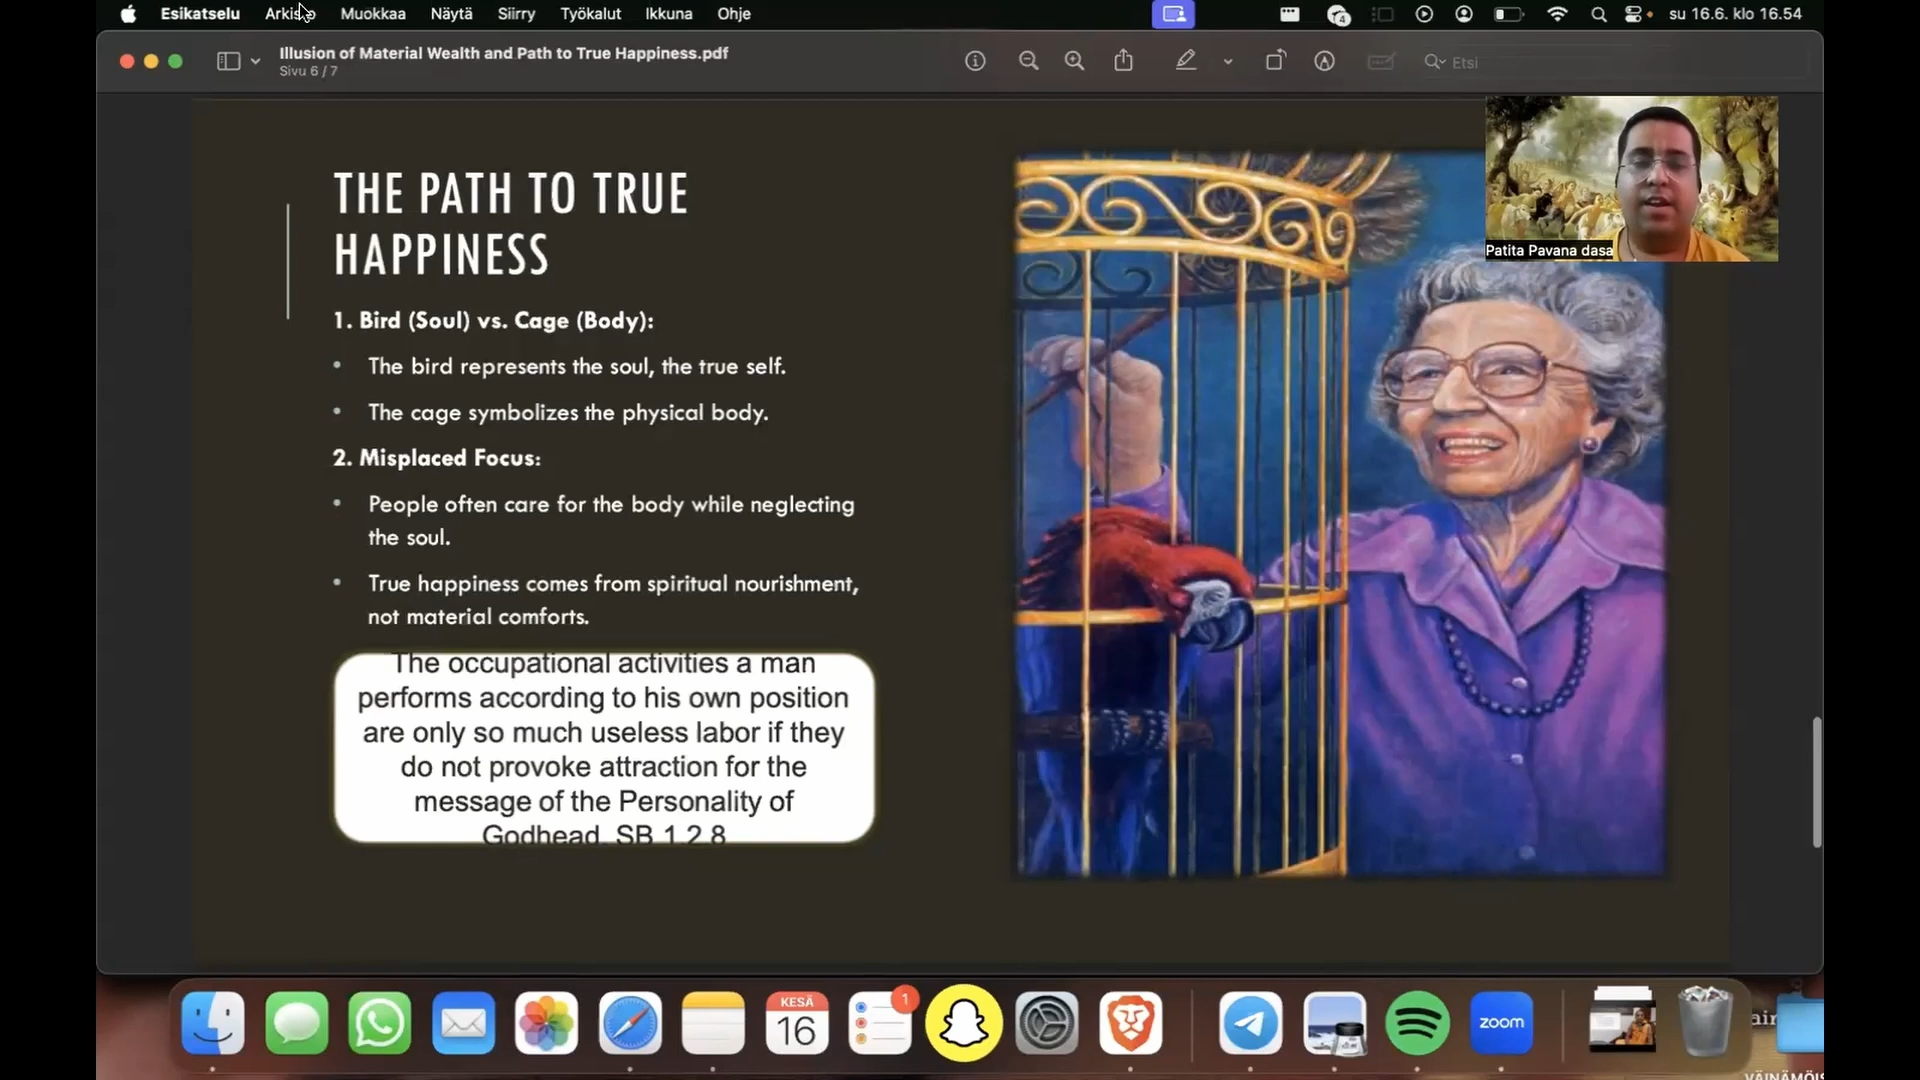 Esikatselu Arkisto Muokkaa Näytä Siirry Työkalut Ikkuna Ohje
4
su 16.6. klo 16.54
Illusion of Material Wealth and Path to True Happiness.pdf
Sivu 6 / 7
Etsi
Patita Pavana dasa
THE PATH TO TRUE
HAPPINESS
1. Bird (Soul) vs. Cage (Body):
• The bird represents the soul, the true self.
• The cage symbolizes the physical body.
2. Misplaced Focus:
• People often care for the body while neglecting
the soul.
• True happiness comes from spiritual nourishment,
not material comforts.
The occupational activities a man
performs according to his own position
are only so much useless labor if they
do not provoke attraction for the
message of the Personality of
Godhead. SB 1.2.8
KESÄ
16
1
zoom